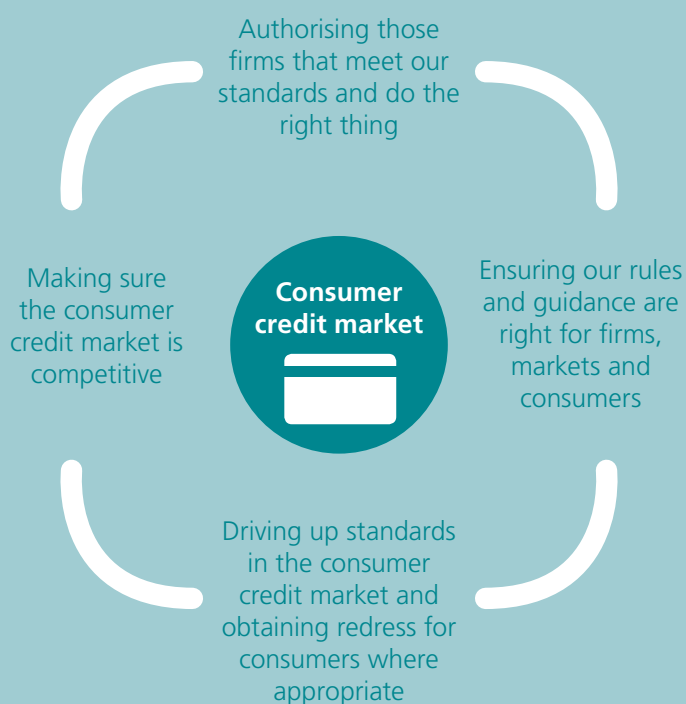 Authorising those
firms that meet our
standards and do the
right thing
Making sure
the consumer
credit market is
competitive
Consumer
credit market
Ensuring our rules
and guidance are
right for firms,
markets and
consumers
Driving up standards
in the consumer
credit market and
obtaining redress for
consumers where
appropriate